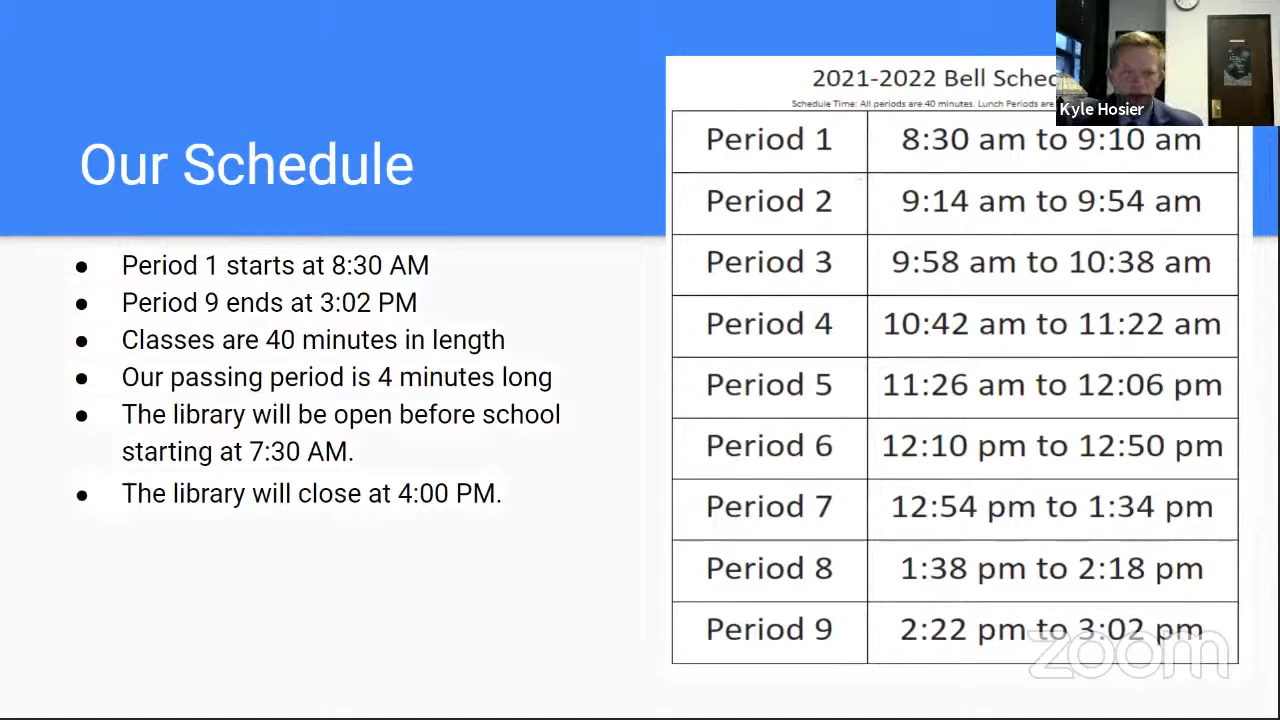 Our Schedule
Period 1 starts at 8:30 AM
Period 9 ends at 3:02 PM
Classes are 40 minutes in length
Our passing period is 4 minutes long
The library will be open before school
starting at 7:30 AM.
The library will close at 4:00 PM.
2021-2022 Bell Sched
Schedule Time: All periods are 40 minutes. Lunch Periods are
Period 1 8:30 am to 9:10 am
Period 2 9:14 am to 9:54 am
Period 3 9:58 am to 10:38 am
Period 4 10:42 am to 11:22 am
Period 5 11:26 am to 12:06 pm
Period 6 12:10 pm to 12:50 pm
Period 7 12:54 pm to 1:34 pm
Period 8 1:38 pm to 2:18 pm
Period 9 2:22 pm to 3:02 pm
Kyle Hosier
zoom